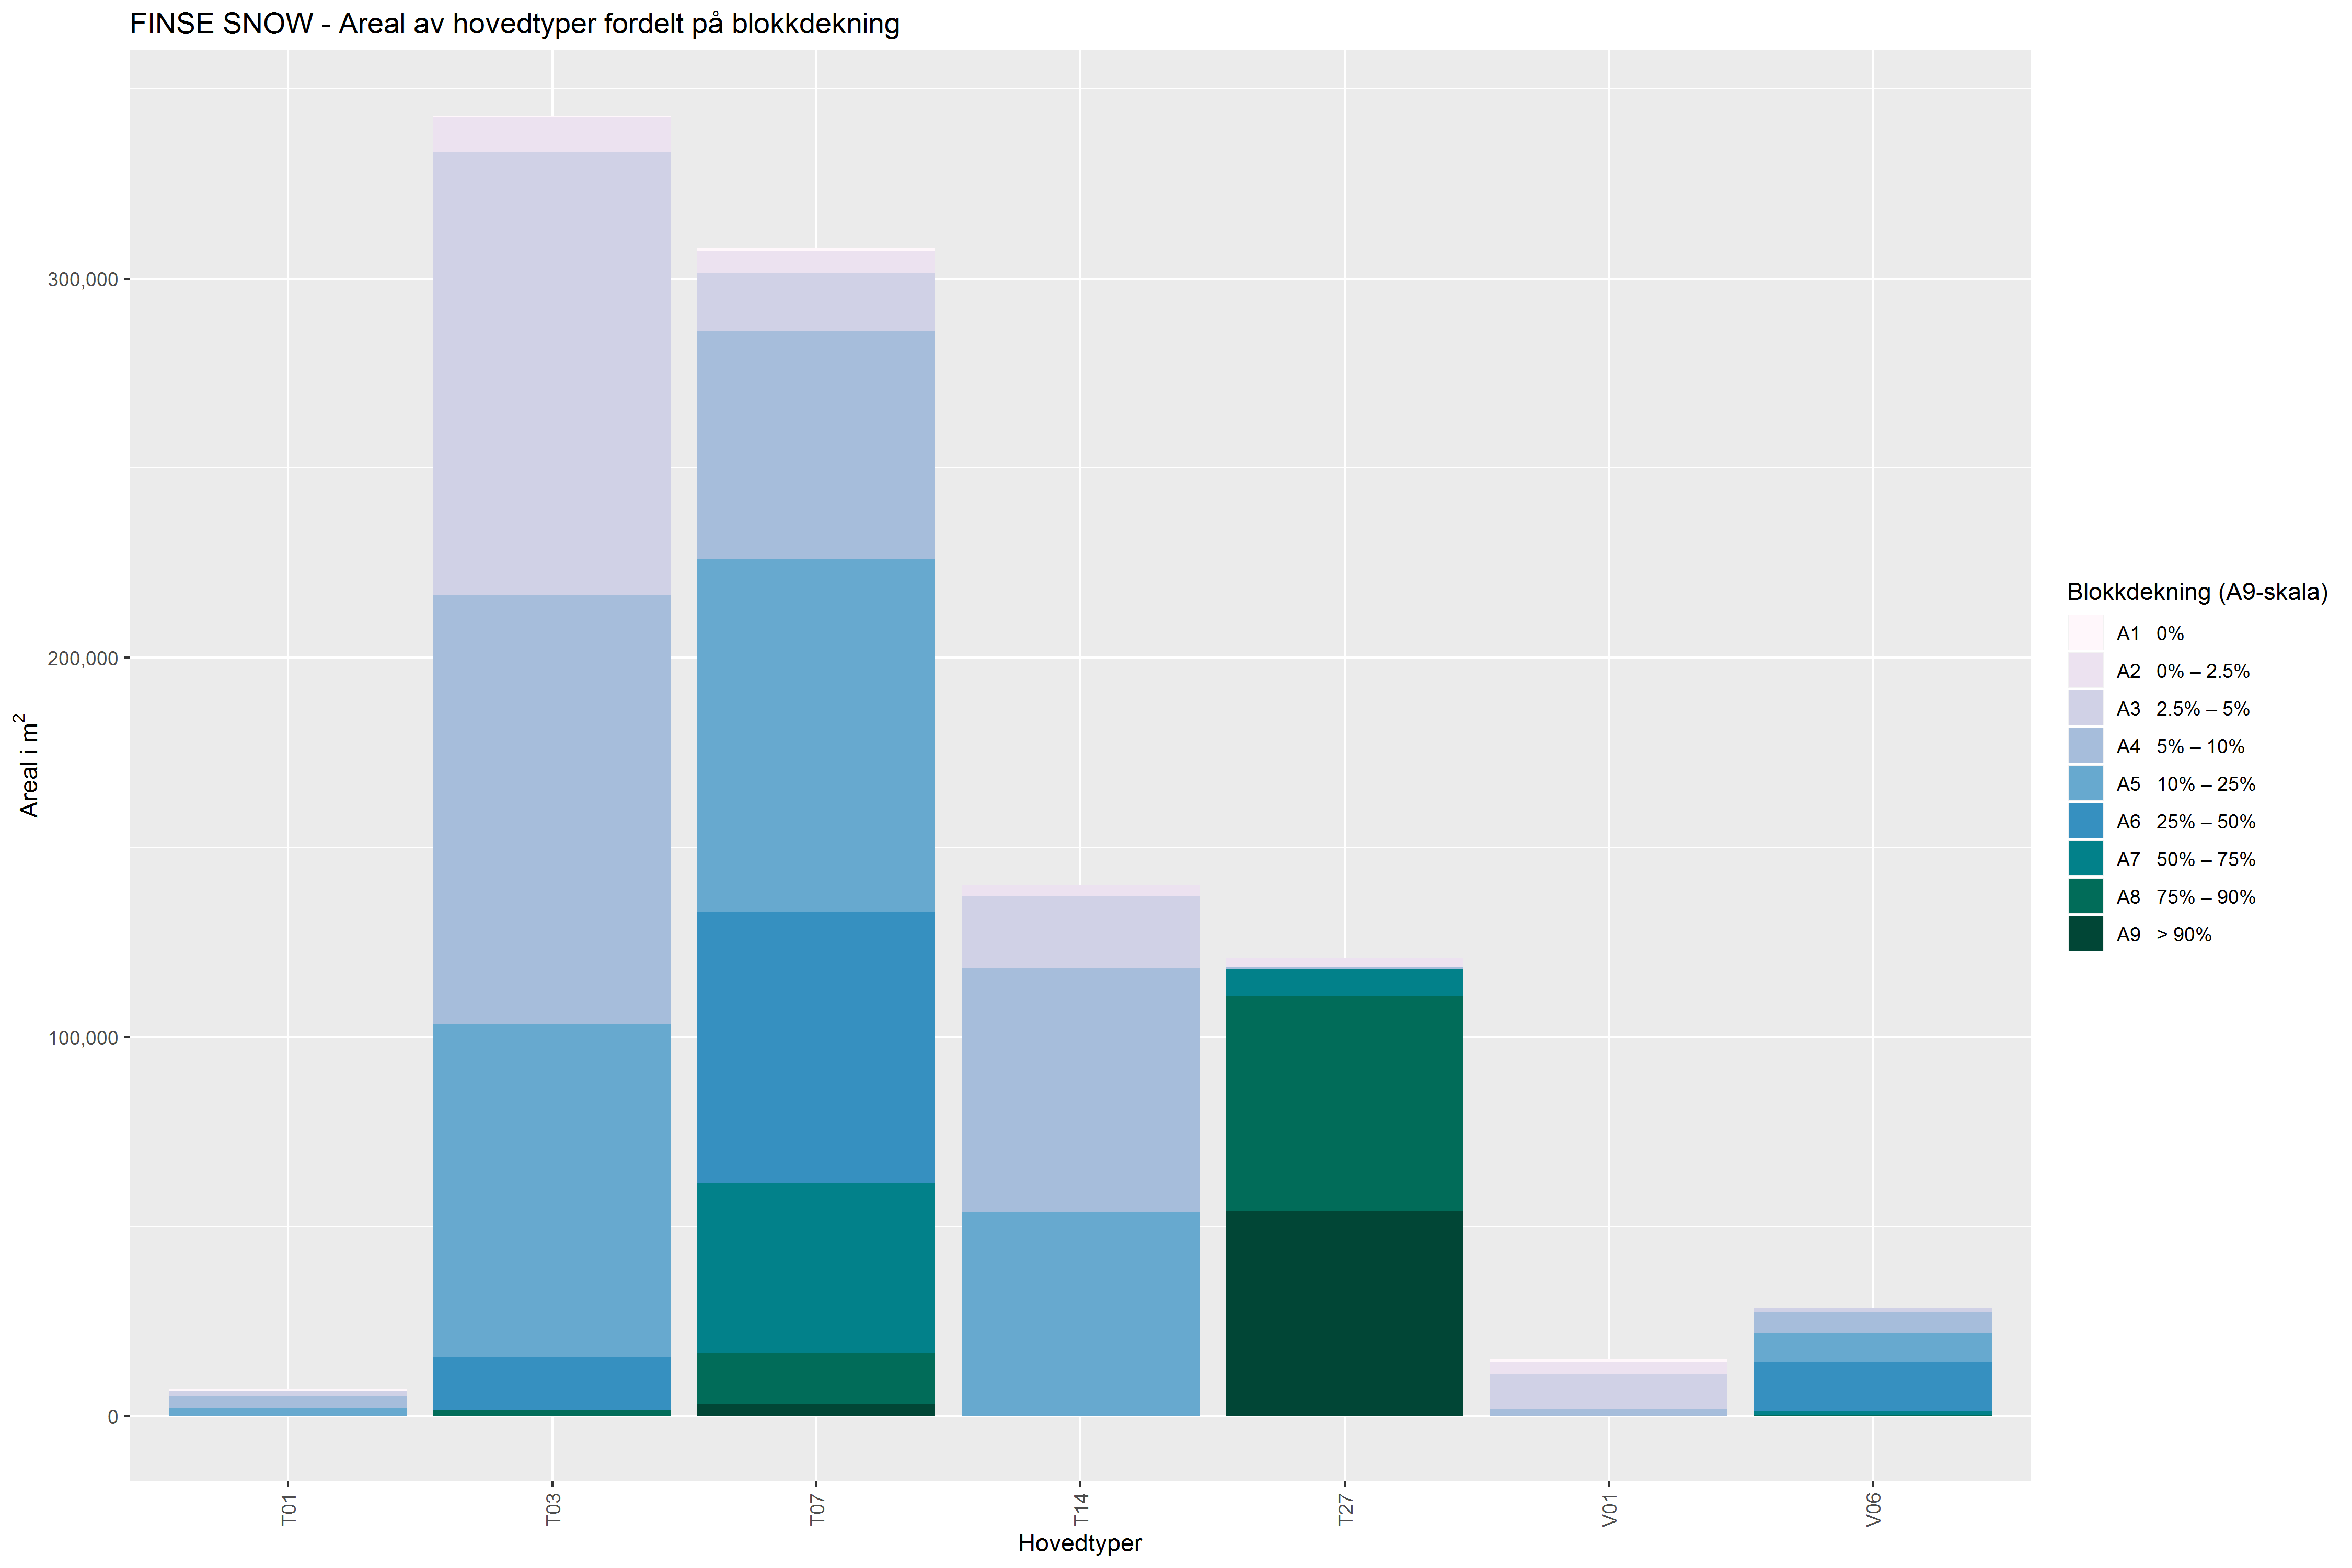 FINSE SNOW - Areal av hovedtyper fordelt på blokkdekning
300,000
200,000
100,000
0
Areal i m²
T01
T03
T07
T14
T27
V01
V06
Hovedtyper
Blokkdekning (A9-skala)
A1 0%
A2 0% – 2.5%
A3 2.5% – 5%
A4 5% – 10%
A5 10% – 25%
A6 25% – 50%
A7 50% – 75%
A8 75% – 90%
A9 > 90%